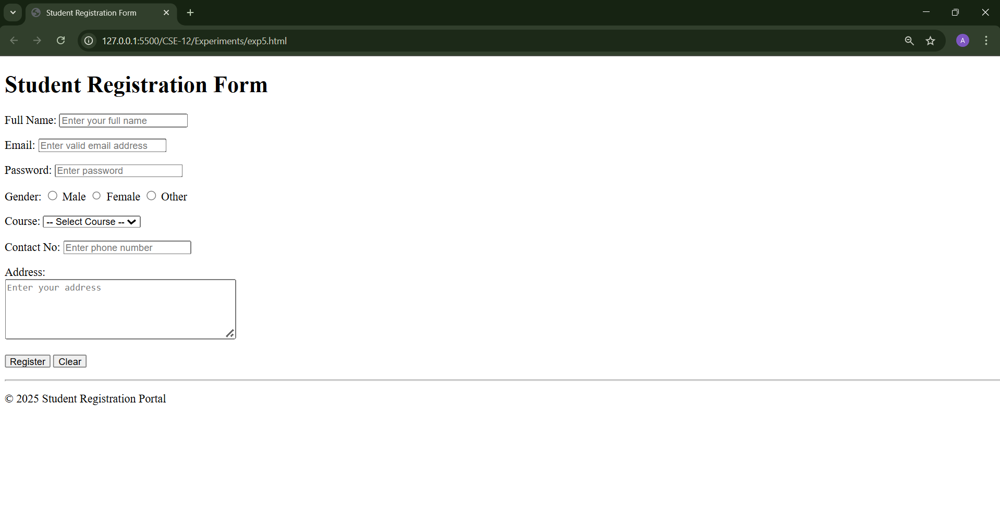 Student Registration Form
127.0.0.1:5500/CSE-12/Experiments/exp5.html
A
Student Registration Form
Full Name: Enter your full name
Email: Enter valid email address
Password: Enter password
Gender: Male Female Other
Course: -- Select Course --
Contact No: Enter phone number
Address:
Enter your address
Register Clear
© 2025 Student Registration Portal